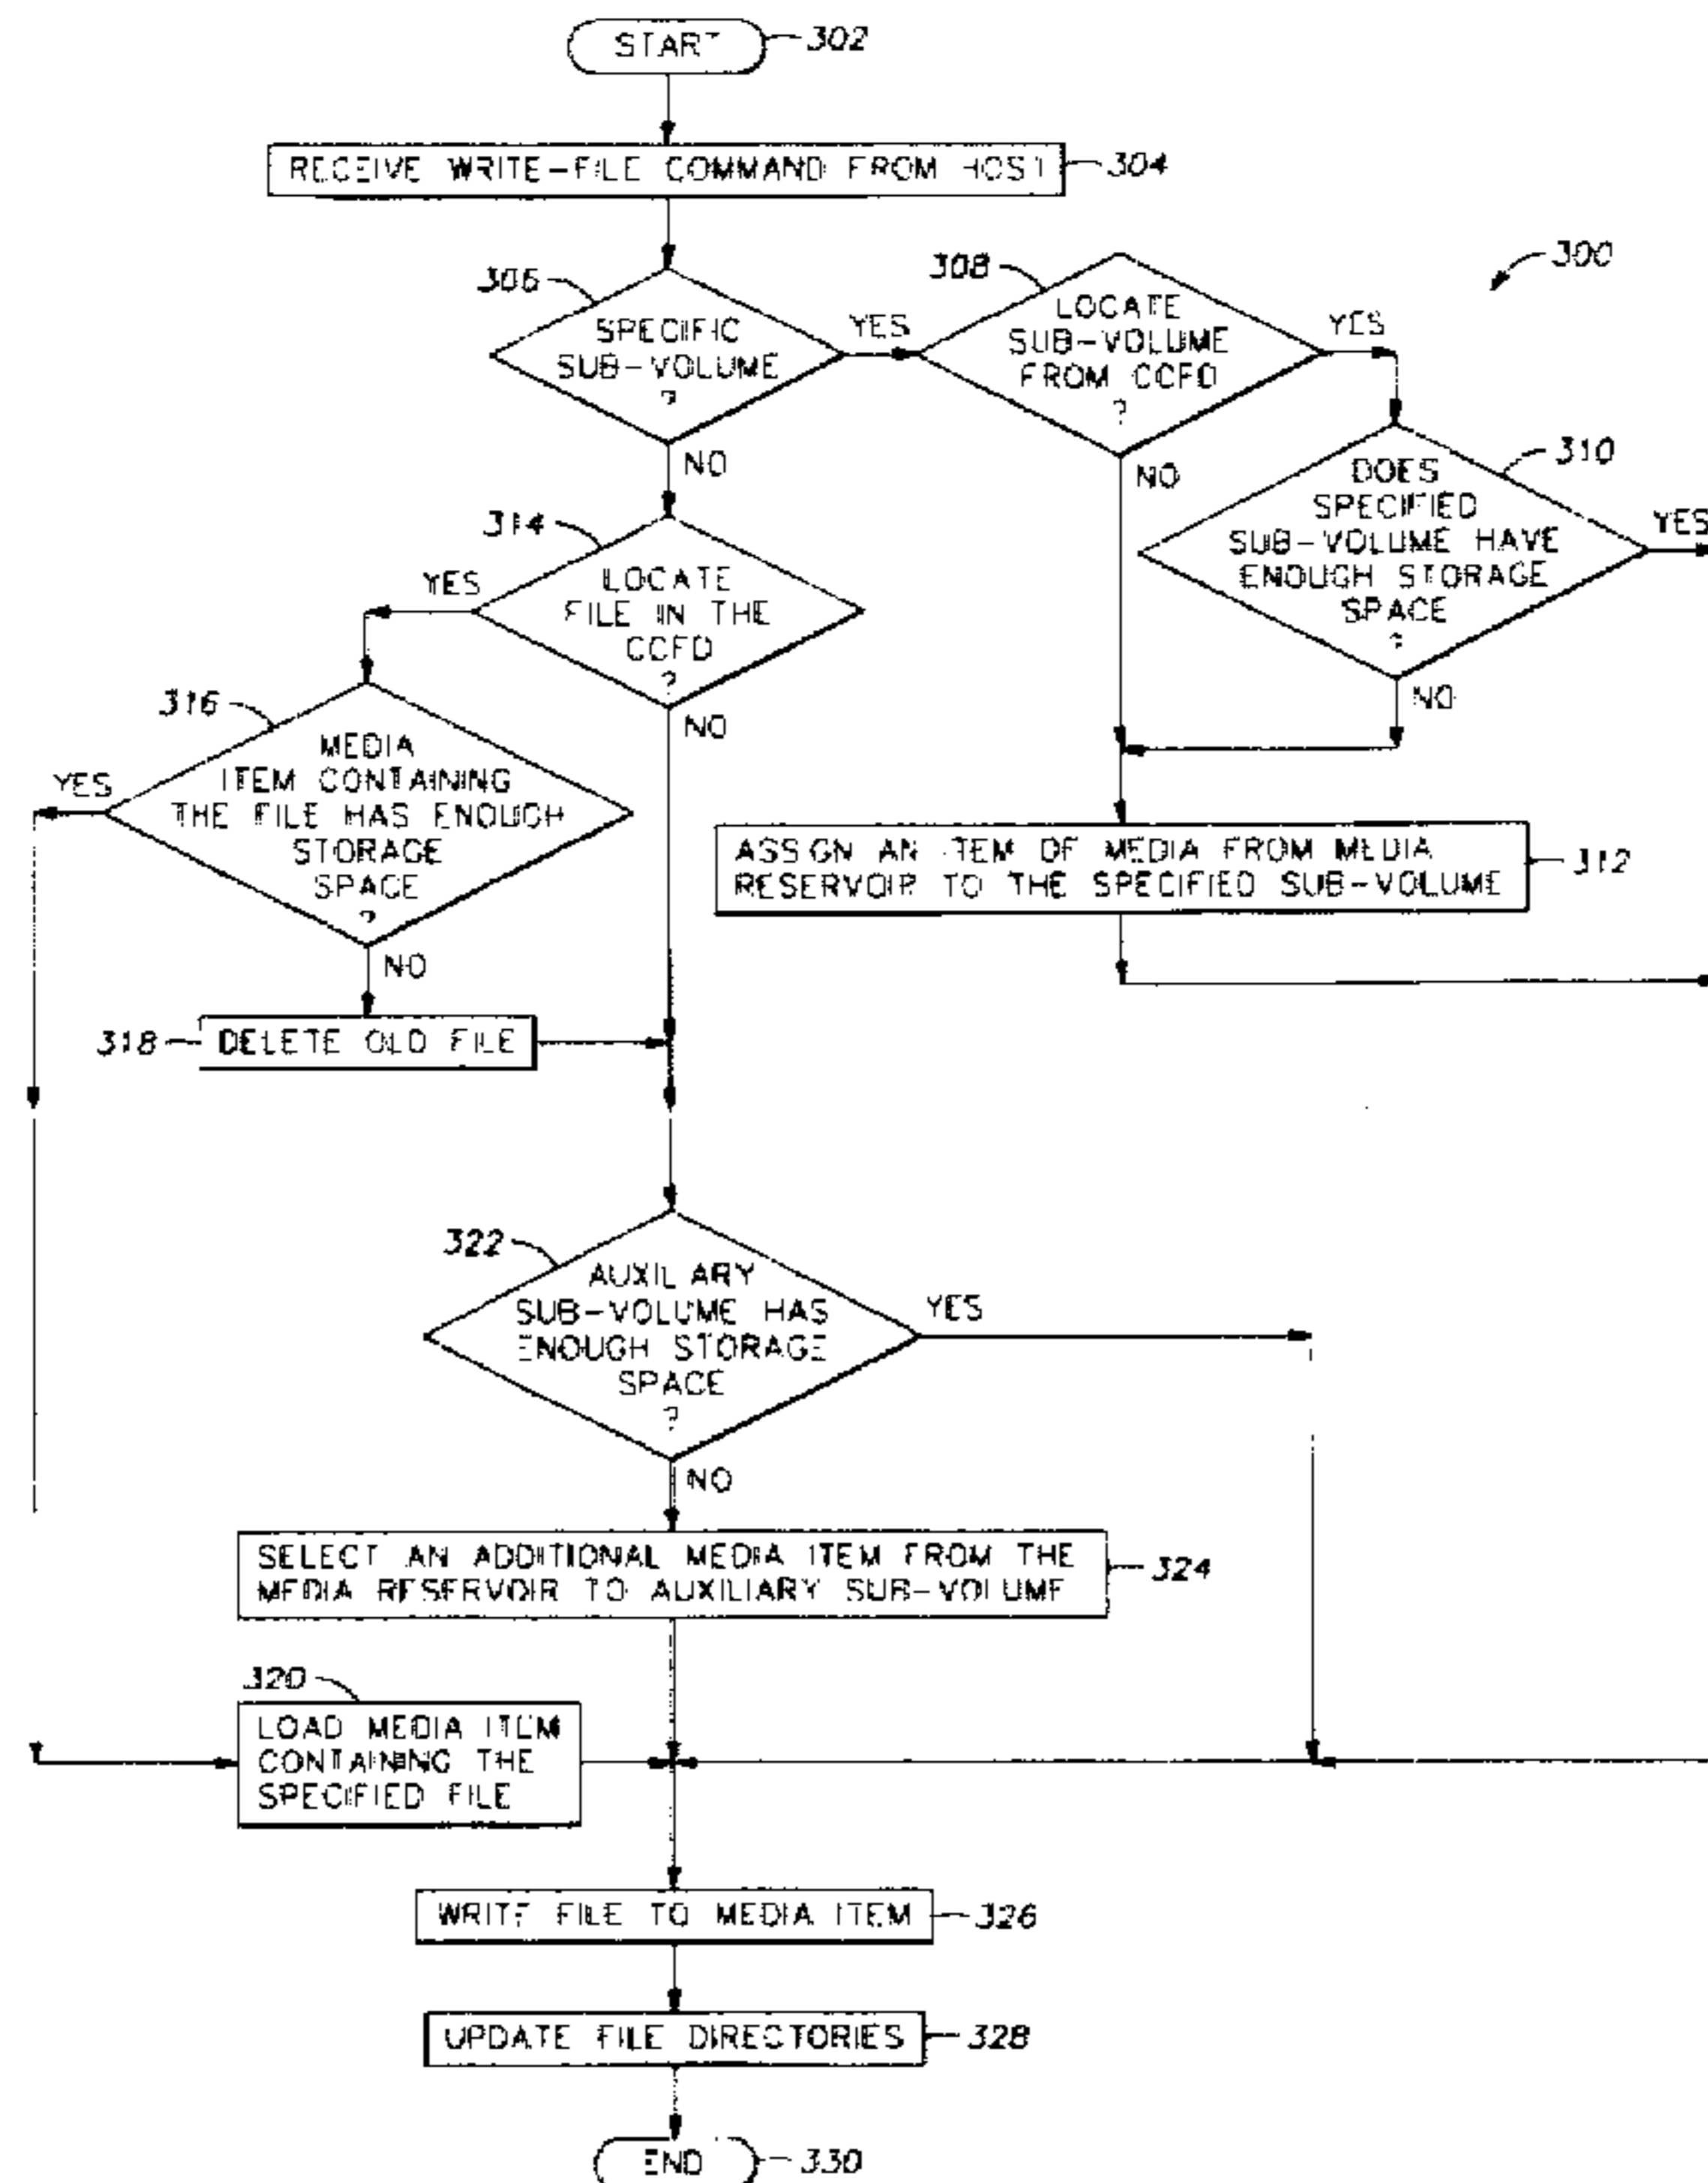 START
302
RECEIVE WRITE-FILE COMMAND FROM HOST
304
300
306
SPECIFIC
SUB-VOLUME
?
YES
NO
308
LOCATE
SUB-VOLUME
FROM CCFD
?
YES
NO
310
DOES
SPECIFIED
SUB-VOLUME HAVE
ENOUGH STORAGE
SPACE
?
YES
NO
314
LOCATE
FILE IN THE
CCFD
?
YES
NO
316
MEDIA
ITEM CONTAINING
THE FILE HAS ENOUGH
STORAGE
SPACE
?
YES
NO
ASSIGN AN ITEM OF MEDIA FROM MEDIA
RESERVOIR TO THE SPECIFIED SUB-VOLUME
312
318
DELETE OLD FILE
322
AUXILIARY
SUB-VOLUME HAS
ENOUGH STORAGE
SPACE
?
YES
NO
SELECT AN ADDITIONAL MEDIA ITEM FROM THE
MEDIA RESERVOIR TO AUXILIARY SUB-VOLUME
324
320
LOAD MEDIA ITEM
CONTAINING THE
SPECIFIED FILE
WRITE FILE TO MEDIA ITEM
326
UPDATE FILE DIRECTORIES
328
END
330